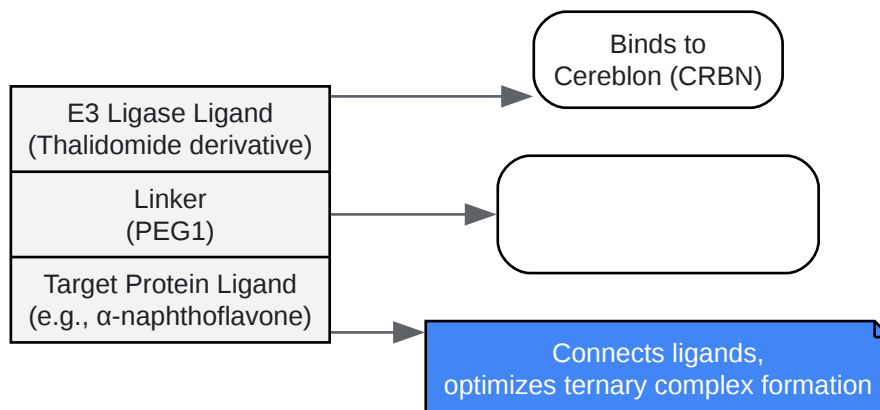 Binds to
Cereblon (CRBN)
E3 Ligase Ligand
(Thalidomide derivative)
Linker
(PEG1)
Target Protein Ligand
(e.g., α-naphthoflavone)
Connects ligands,
optimizes ternary complex formation